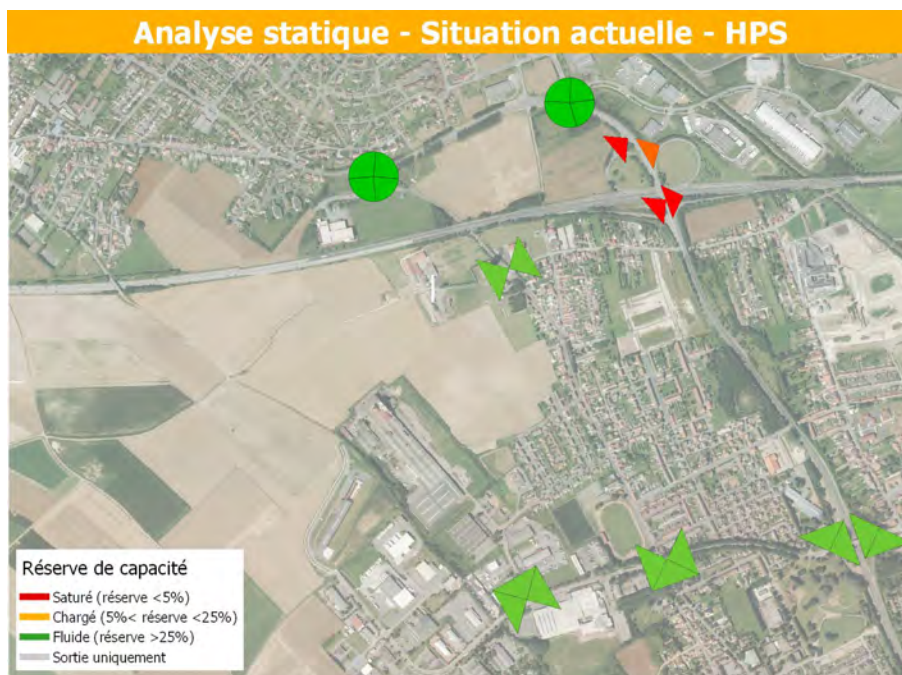 Analyse statique - Situation actuelle - HPS
Réserve de capacité
Saturé (réserve <5%)
Chargé (5%< réserve <25%)
Fluide (réserve >25%)
Sortie uniquement